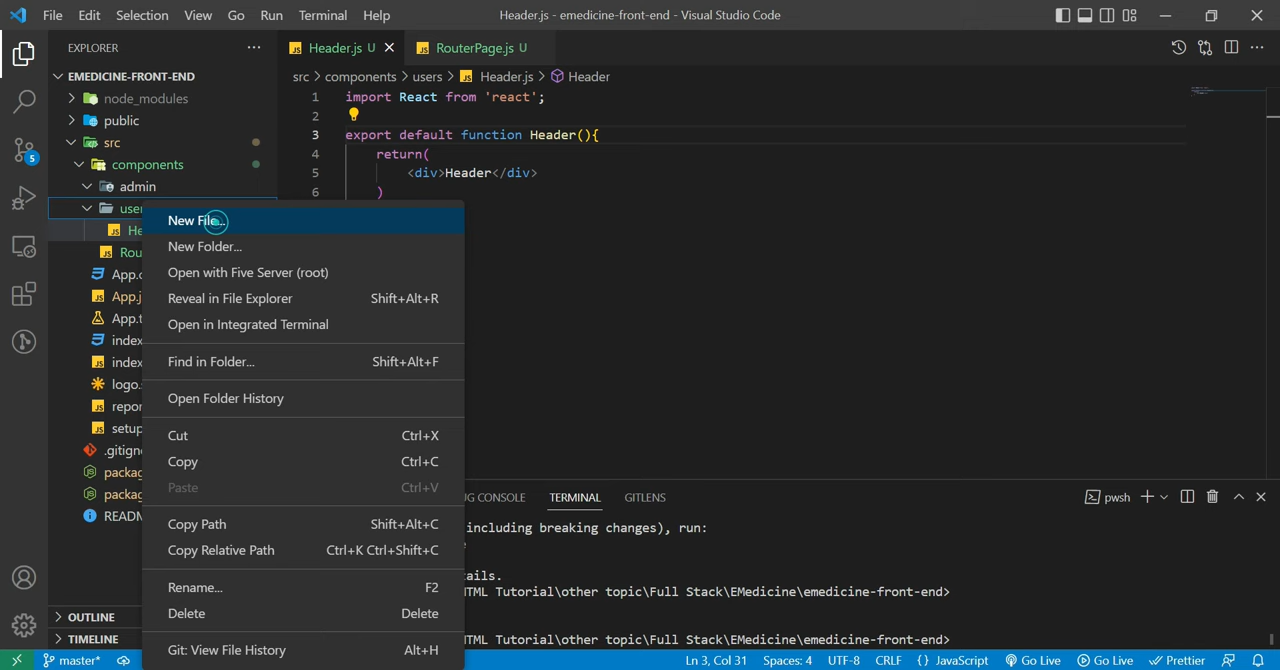 File Edit Selection View Go Run Terminal Help
Header.js - emedicine-front-end - Visual Studio Code
EXPLORER
Header.js U
RouterPage.js U
EMEDICINE-FRONT-END
src > components > users > Header.js > Header
node_modules
public
src
components
admin
1 import React from 'react';
2
3 export default function Header(){
4 return(
5 <div>Header</div>
6 )
New File...
New Folder...
Open with Five Server (root)
Reveal in File Explorer Shift+Alt+R
Open in Integrated Terminal
Find in Folder... Shift+Alt+F
Open Folder History
Cut Ctrl+X
Copy Ctrl+C
Paste Ctrl+V
Copy Path Shift+Alt+C
Copy Relative Path Ctrl+K Ctrl+Shift+C
Rename... F2
Delete Delete
Git: View File History Alt+H
CONSOLE
TERMINAL
GITLENS
pwsh
including breaking changes), run:
ails.
HTML Tutorial\other topic\Full Stack\EMedicine\emedicine-front-end>
HTML Tutorial\other topic\Full Stack\EMedicine\emedicine-front-end>
OUTLINE
TIMELINE
5
master*
Ln 3, Col 31 Spaces: 4 UTF-8 CRLF {} JavaScript Go Live Go Live Prettier